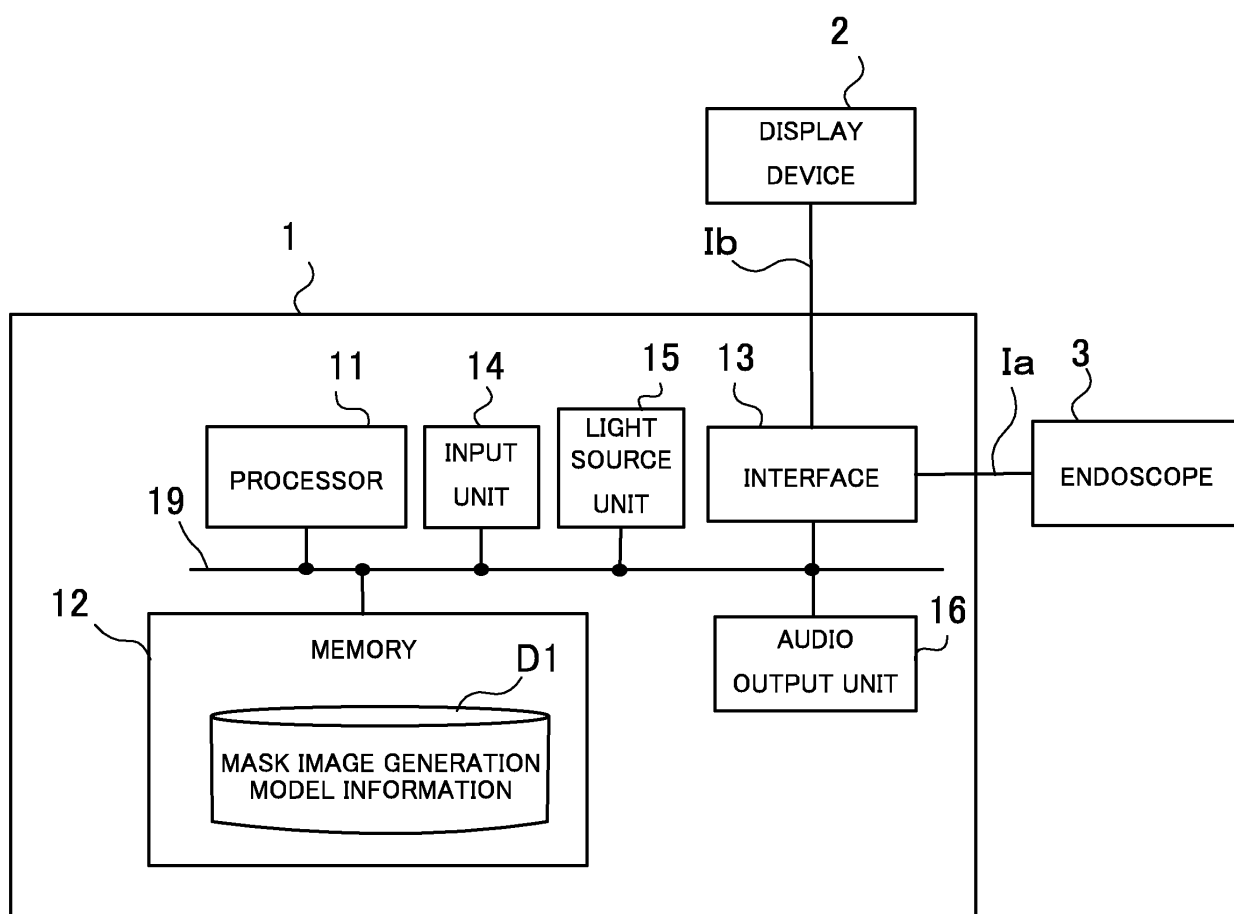 2
DISPLAY
DEVICE
1
Ib
11
14
15
13
Ia
3
PROCESSOR
INPUT
UNIT
LIGHT
SOURCE
UNIT
INTERFACE
ENDOSCOPE
19
12
MEMORY
D1
MASK IMAGE GENERATION
MODEL INFORMATION
AUDIO
OUTPUT UNIT
16